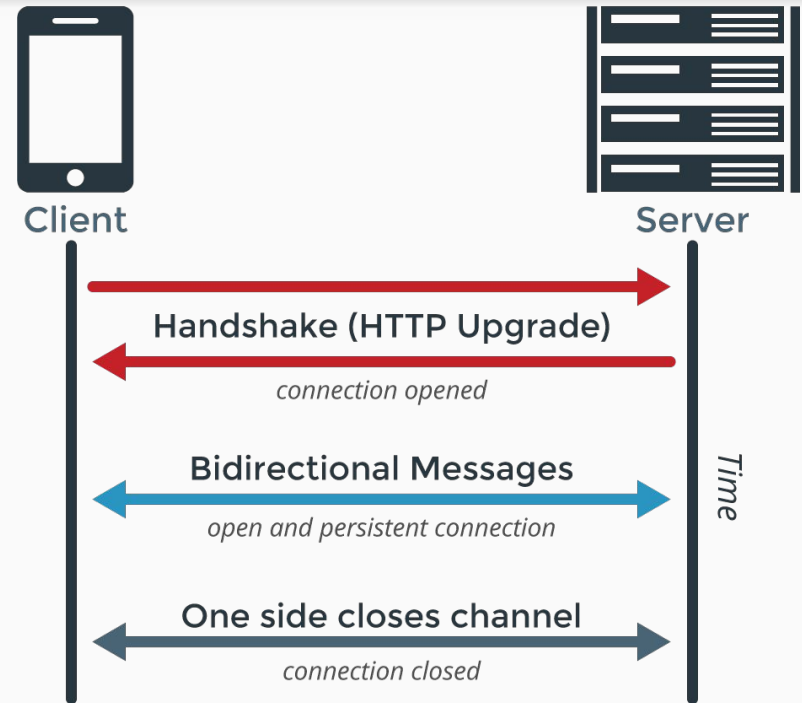 Client
Server
Handshake (HTTP Upgrade)
connection opened
Bidirectional Messages
open and persistent connection
Time
One side closes channel
connection closed